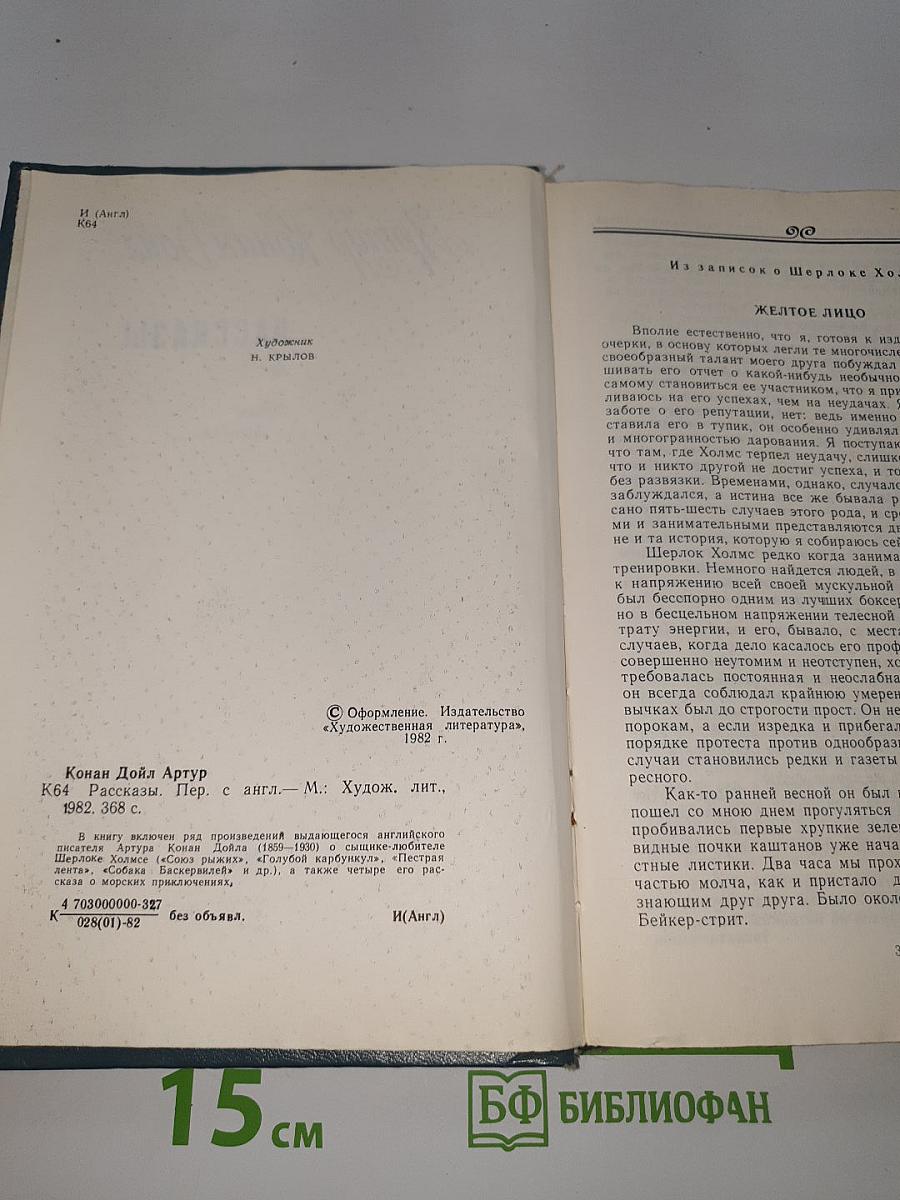 И (Англ)
К64
Художник
Н. КРЫЛОВ
© Оформление. Издательство
«Художественная литература»,
1982 г.
Конан Дойл Артур
К64 Рассказы. Пер. с англ.— М.: Худож. лит.,
1982. 368 с.
В книгу включен ряд произведений выдающегося английского
писателя Артура Конан Дойла (1859—1930) о сыщике-любителе
Шерлоке Холмсе («Союз рыжих», «Голубой карбункул», «Пестрая
лента», «Собака Баскервилей» и др.), а также четыре его рас-
сказа о морских приключениях.
К 4 703000000-327 без объявл. И(Англ)
028(01)-82
Из записок о Шерлоке Хол
ЖЕЛТОЕ ЛИЦО
Вполне естественно, что я, готовя к изд
очерки, в основу которых легли те многочисле
своеобразный талант моего друга побуждал
шивать его отчет о какой-нибудь необычно
самому становиться ее участником, что я при
ливаюсь на его успехах, чем на неудачах. Я
заботе о его репутации, нет: ведь именно
ставила его в тупик, он особенно удивлял
и многогранностью дарования. Я поступаю
что там, где Холмс терпел неудачу, слишко
что и никто другой не достиг успеха, и то
без развязки. Временами, однако, случалс
заблуждался, а истина все же бывала р
сано пять-шесть случаев этого рода, и сре
ми и занимательными представляются дв
не и та история, которую я собираюсь сей
Шерлок Холмс редко когда занима
тренировки. Немного найдется людей, в
к напряжению всей своей мускульной
был бесспорно одним из лучших боксер
но в бесцельном напряжении телесной
трату энергии, и его, бывало, с места
случаев, когда дело касалось его проф
совершенно неутомим и неотступен, хо
требовалась постоянная и неослабна
он всегда соблюдал крайнюю умерен
вычках был до строгости прост. Он не
порокам, а если изредка и прибегал
порядке протеста против однообраз
случаи становились редки и газеты
ресного.
Как-то ранней весной он был
пошел со мною днем прогуляться
пробивались первые хрупкие зеле
видные почки каштанов уже нача
стные листики. Два часа мы прох
частью молча, как и пристало д
знающим друг друга. Было окол
Бейкер-стрит.
3
15 см
БФ БИБЛИОФАН